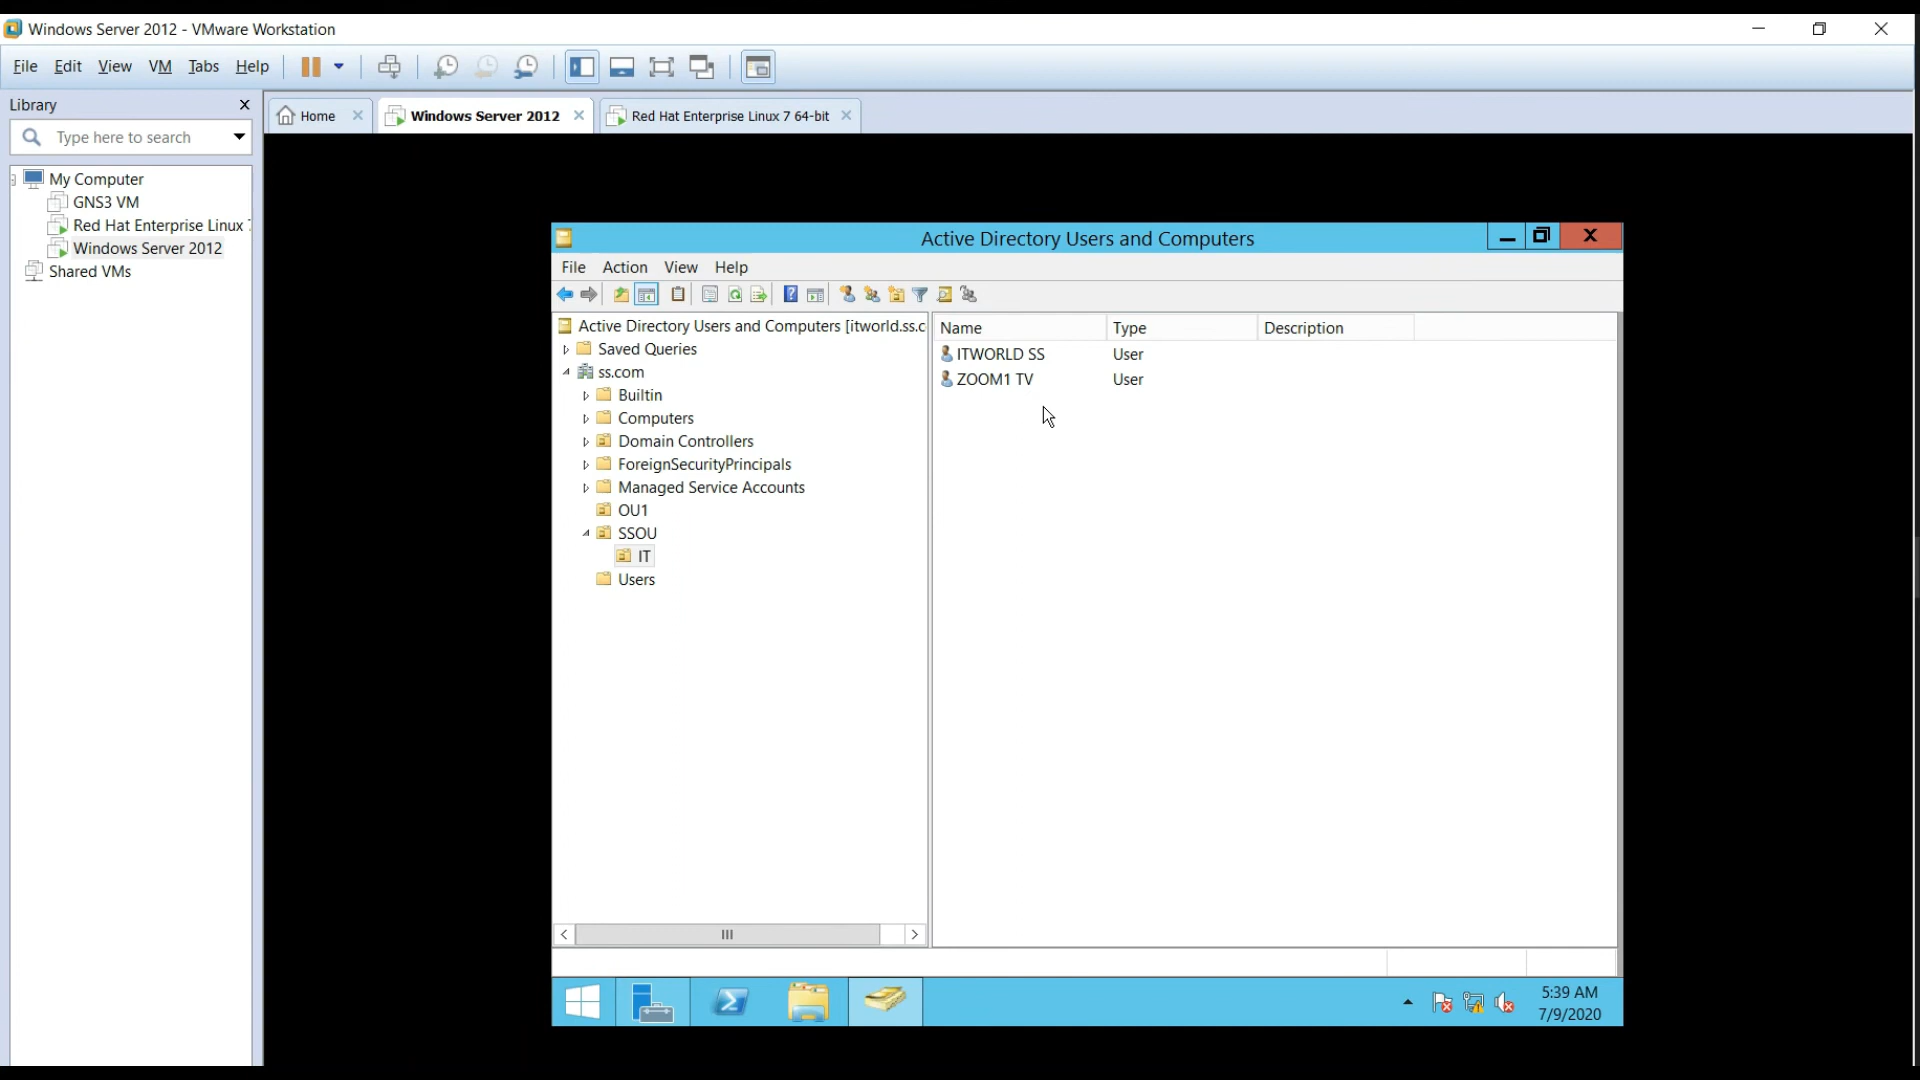 Windows Server 2012 - VMware Workstation
File Edit View VM Tabs Help
Library
Type here to search
My Computer
GNS3 VM
Red Hat Enterprise Linux
Windows Server 2012
Shared VMs
Home
Windows Server 2012
Red Hat Enterprise Linux 7 64-bit
Active Directory Users and Computers
File Action View Help
Active Directory Users and Computers [itworld.ss.c
Saved Queries
ss.com
Builtin
Computers
Domain Controllers
ForeignSecurityPrincipals
Managed Service Accounts
OU1
SSOU
IT
Users
Name Type Description
ITWORLD SS User
ZOOM1 TV User
5:39 AM
7/9/2020